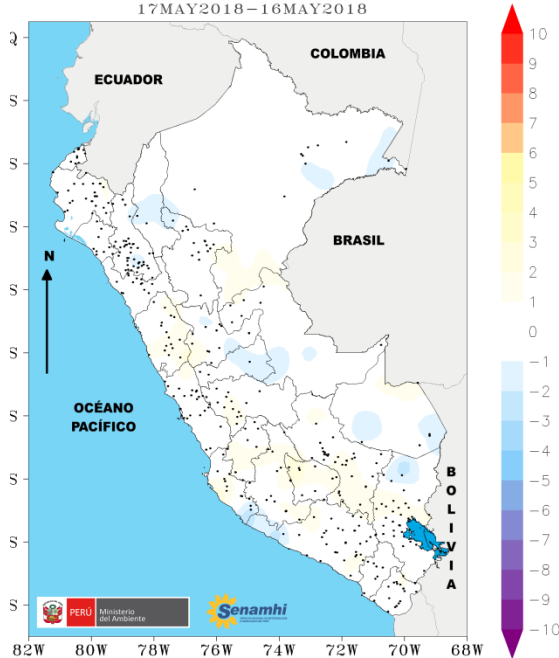 17MAY2018−16MAY2018
COLOMBIA
ECUADOR
BRASIL
N
OCÉANO
PACÍFICO
BOLIVIA
S
S
S
S
S
S
S
S
S
PERÚ
Ministerio
del Ambiente
Senamhi
82W 80W 78W 76W 74W 72W 70W 68W
10
9
8
7
6
5
4
3
2
1
0
−1
−2
−3
−4
−5
−6
−7
−8
−9
−10